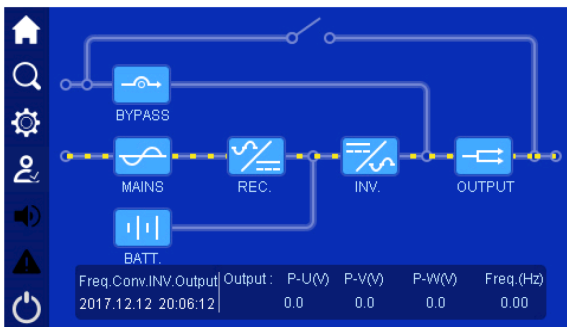 BYPASS
MAINS REC. INV. OUTPUT
BATT.
Freq.Conv.INV.Output Output : P-U(V) P-V(V) P-W(V) Freq.(Hz)
2017.12.12 20:06:12 0.0 0.0 0.0 0.00